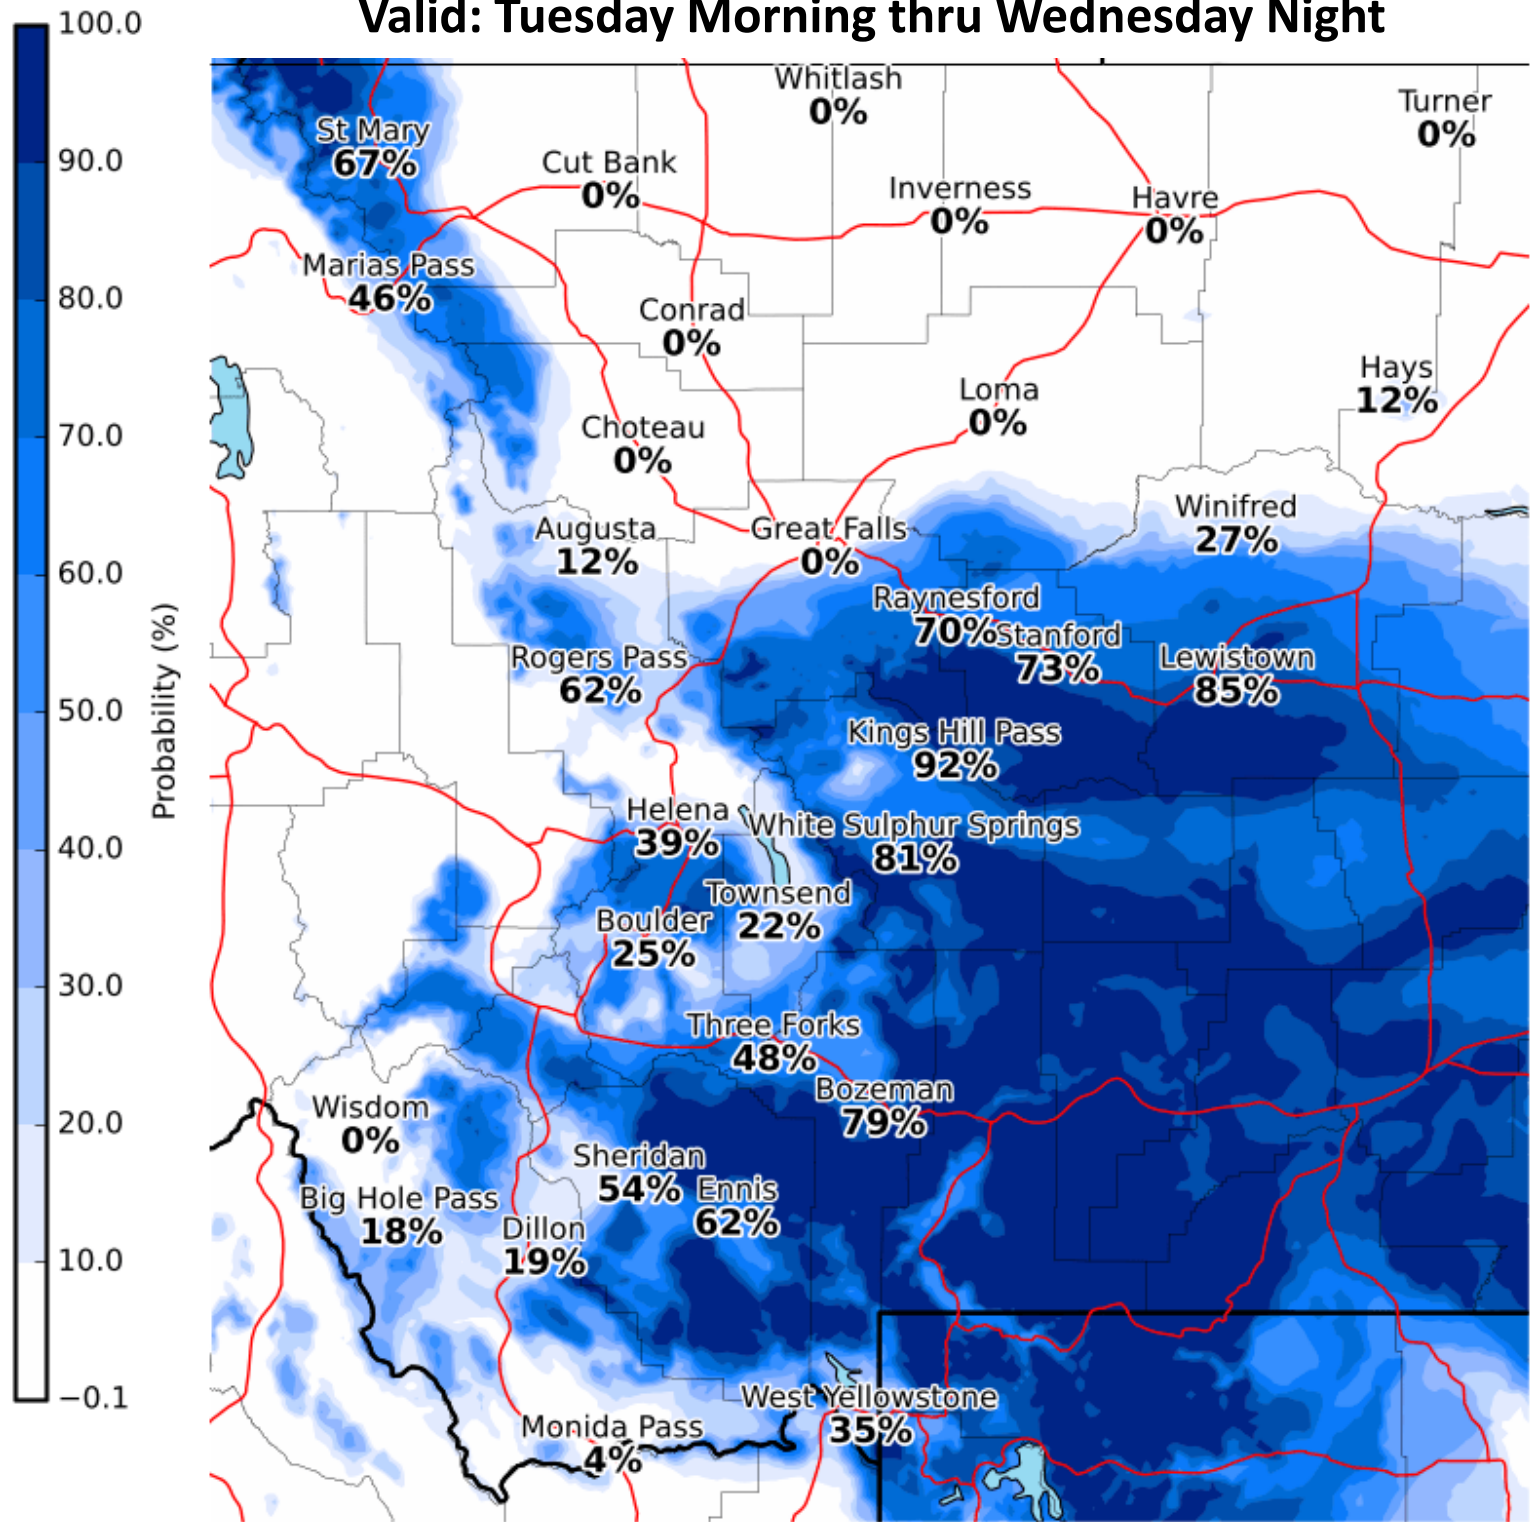 Valid: Tuesday Morning thru Wednesday Night
100.0
90.0
80.0
70.0
60.0
50.0
40.0
30.0
20.0
10.0
−0.1
Probability (%)
Whitlash
0%
Turner
0%
St Mary
67%
Cut Bank
0%
Inverness
0%
Havre
0%
Marias Pass
46%
Conrad
0%
Hays
12%
Loma
0%
Choteau
0%
Augusta
12%
Great Falls
0%
Winifred
27%
Raynesford
70%
Stanford
73%
Lewistown
85%
Rogers Pass
62%
Kings Hill Pass
92%
Helena
39%
White Sulphur Springs
81%
Townsend
22%
Boulder
25%
Three Forks
48%
Bozeman
79%
Wisdom
0%
Sheridan
54%
Ennis
62%
Big Hole Pass
18%
Dillon
19%
West Yellowstone
35%
Monida Pass
4%